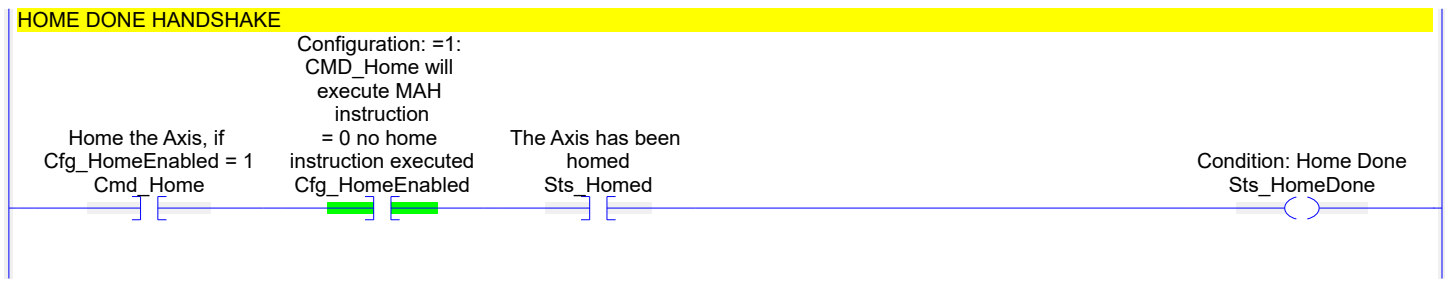 HOME DONE HANDSHAKE
Home the Axis, if
Cfg_HomeEnabled = 1
Cmd_Home
Configuration: =1:
CMD_Home will
execute MAH
instruction
= 0 no home
instruction executed
Cfg_HomeEnabled
The Axis has been
homed
Sts_Homed
Condition: Home Done
Sts_HomeDone